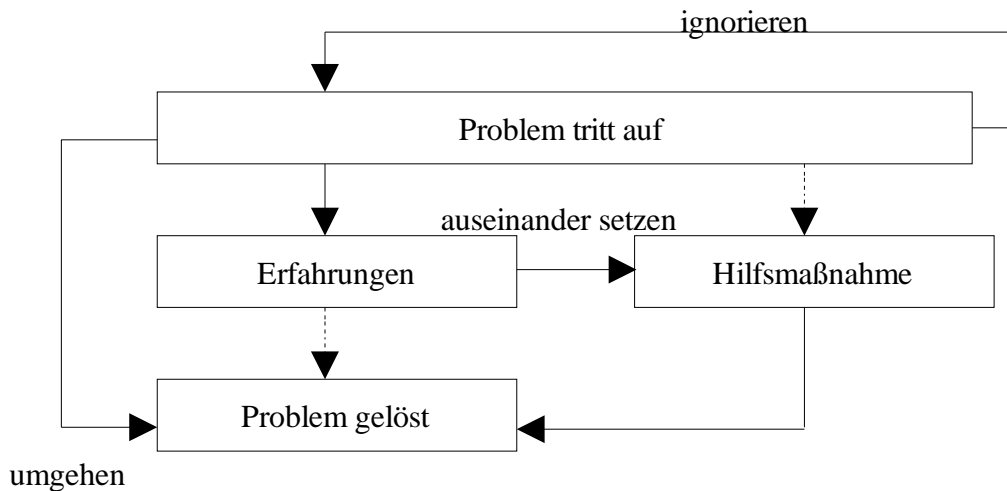 ignorieren
Problem tritt auf
auseinander setzen
Erfahrungen
Hilfsmaßnahme
Problem gelöst
umgehen